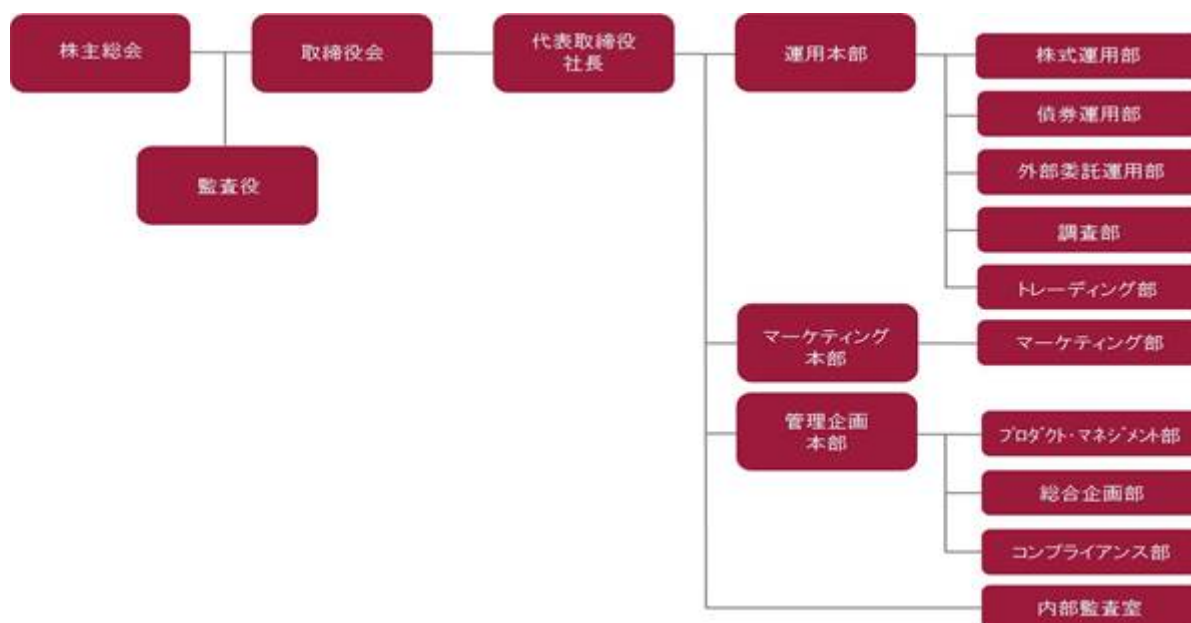 株主総会
取締役会
代表取締役
社長
運用本部
株式運用部
債券運用部
外部委託運用部
監査役
調査部
トレーディング部
マーケティング
本部
マーケティング部
管理企画
本部
プロダクト・マネジメント部
総合企画部
コンプライアンス部
内部監査室